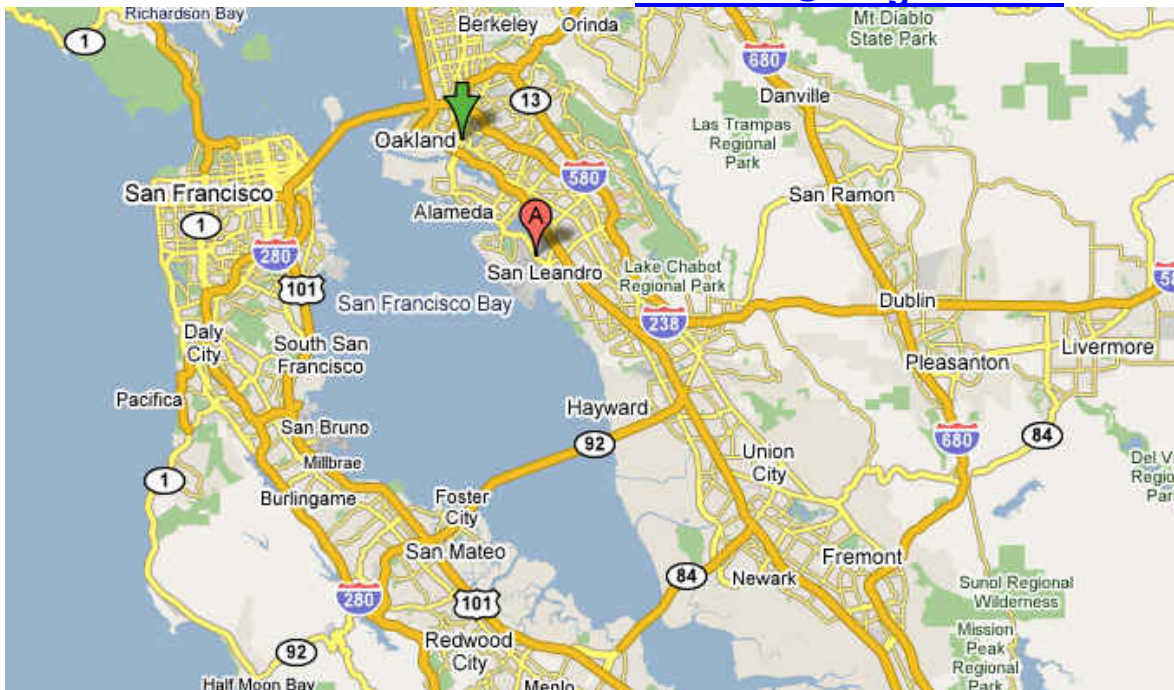 Richardson Bay
1
Berkeley
Orinda
Mt Diablo
State Park
680
Danville
13
Oakland
Las Trampas
Regional
Park
580
San Francisco
San Ramon
1
Alameda
A
280
101
San Francisco Bay
San Leandro
Lake Chabot
Regional Park
238
Dublin
Daly
City
South San
Francisco
Pleasanton
Livermore
Pacifica
Hayward
San Bruno
92
680
84
Millbrae
Union
City
1
Burlingame
Foster
City
San Mateo
Fremont
84
Newark
280
101
Sunol Regional
Wilderness
Redwood
City
92
Mission
Peak
Regional
Park
Half Moon Bay
Menlo